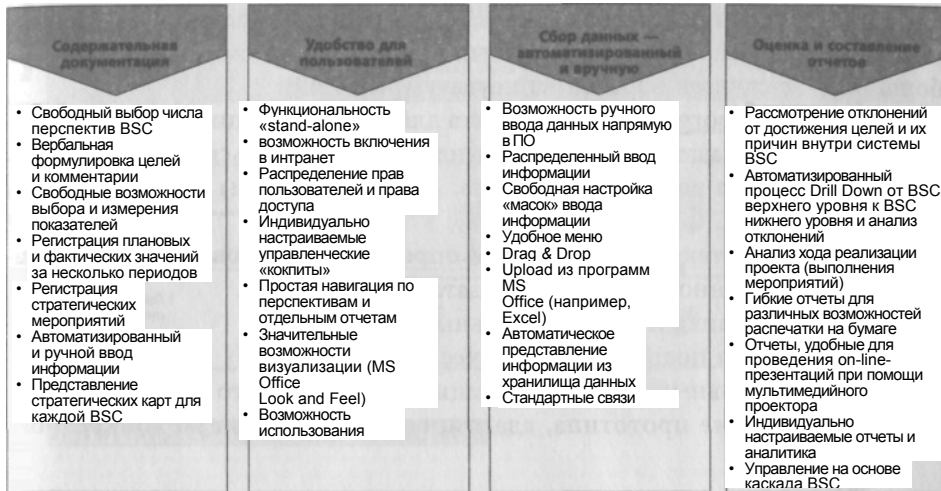 Содержательная
документация
• Свободный выбор числа
перспектив BSC
• Вербальная
формулировка целей
и комментарии
• Свободные возможности
выбора и измерения
показателей
• Регистрация плановых
и фактических значений
за несколько периодов
• Регистрация
стратегических
мероприятий
• Автоматизированный
и ручной ввод
информации
• Представление
стратегических карт для
каждой BSC
Удобство для
пользователей
• Функциональность
«stand-alone»
• возможность включения
в интранет
• Распределение прав
пользователей и права
доступа
• Индивидуально
настраиваемые
управленческие
«кокпиты»
• Простая навигация по
перспективам и
отдельным отчетам
• Значительные
возможности
визуализации (MS
Office
Look and Feel)
• Возможность
использования
Сбор данных —
автоматизированный
и вручную
• Возможность ручного
ввода данных напрямую
в ПО
• Распределенный ввод
информации
• Свободная настройка
«масок» ввода
информации
• Удобное меню
• Drag & Drop
• Upload из программ
MS
Office (например,
Excel)
• Автоматическое
представление
информации из
хранилища данных
• Стандартные связи
Оценка и составление
отчетов
• Рассмотрение отклонений
от достижения целей и их
причин внутри системы
BSC
• Автоматизированный
процесс Drill Down от BSC
верхнего уровня к BSC
нижнего уровня и анализ
отклонений
• Анализ хода реализации
проекта (выполнения
мероприятий)
• Гибкие отчеты для
различных возможностей
распечатки на бумаге
• Отчеты, удобные для
проведения on-line-
презентаций при помощи
мультимедийного
проектора
• Индивидуально
настраиваемые отчеты и
аналитика
• Управление на основе
каскада BSC